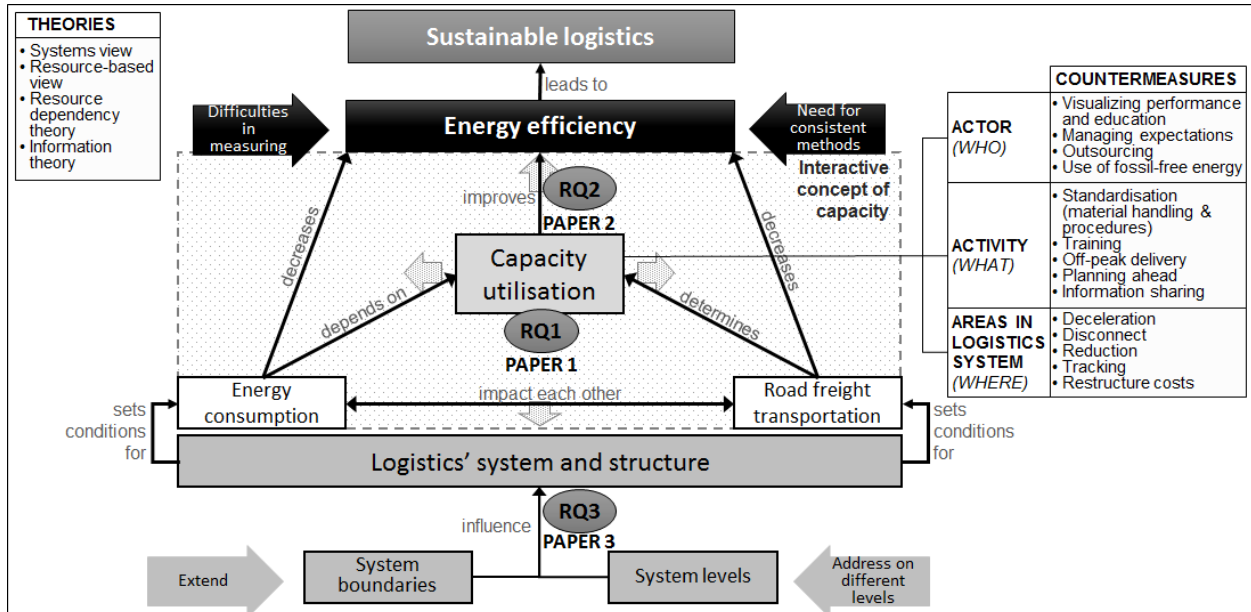 THEORIES
• Systems view
• Resource-based
view
• Resource
dependency
theory
• Information
theory
Sustainable logistics
leads to
Difficulties
in
measuring
Energy efficiency
Need for
consistent
methods
Interactive
concept of
capacity
improves
RQ2
PAPER 2
decreases
decreases
Capacity
utilisation
depends on
determines
RQ1
PAPER 1
Energy
consumption
impact each other
Road freight
transportation
sets
conditions
for
sets
conditions
for
Logistics’ system and structure
influence
RQ3
PAPER 3
Extend
System
boundaries
System levels
Address on
different
levels
COUNTERMEASURES
ACTOR
(WHO)
• Visualizing performance
and education
• Managing expectations
• Outsourcing
• Use of fossil-free energy
ACTIVITY
(WHAT)
• Standardisation
(material handling &
procedures)
• Training
• Off-peak delivery
• Planning ahead
• Information sharing
AREAS IN
LOGISTICS
SYSTEM
(WHERE)
• Deceleration
• Disconnect
• Reduction
• Tracking
• Restructure costs